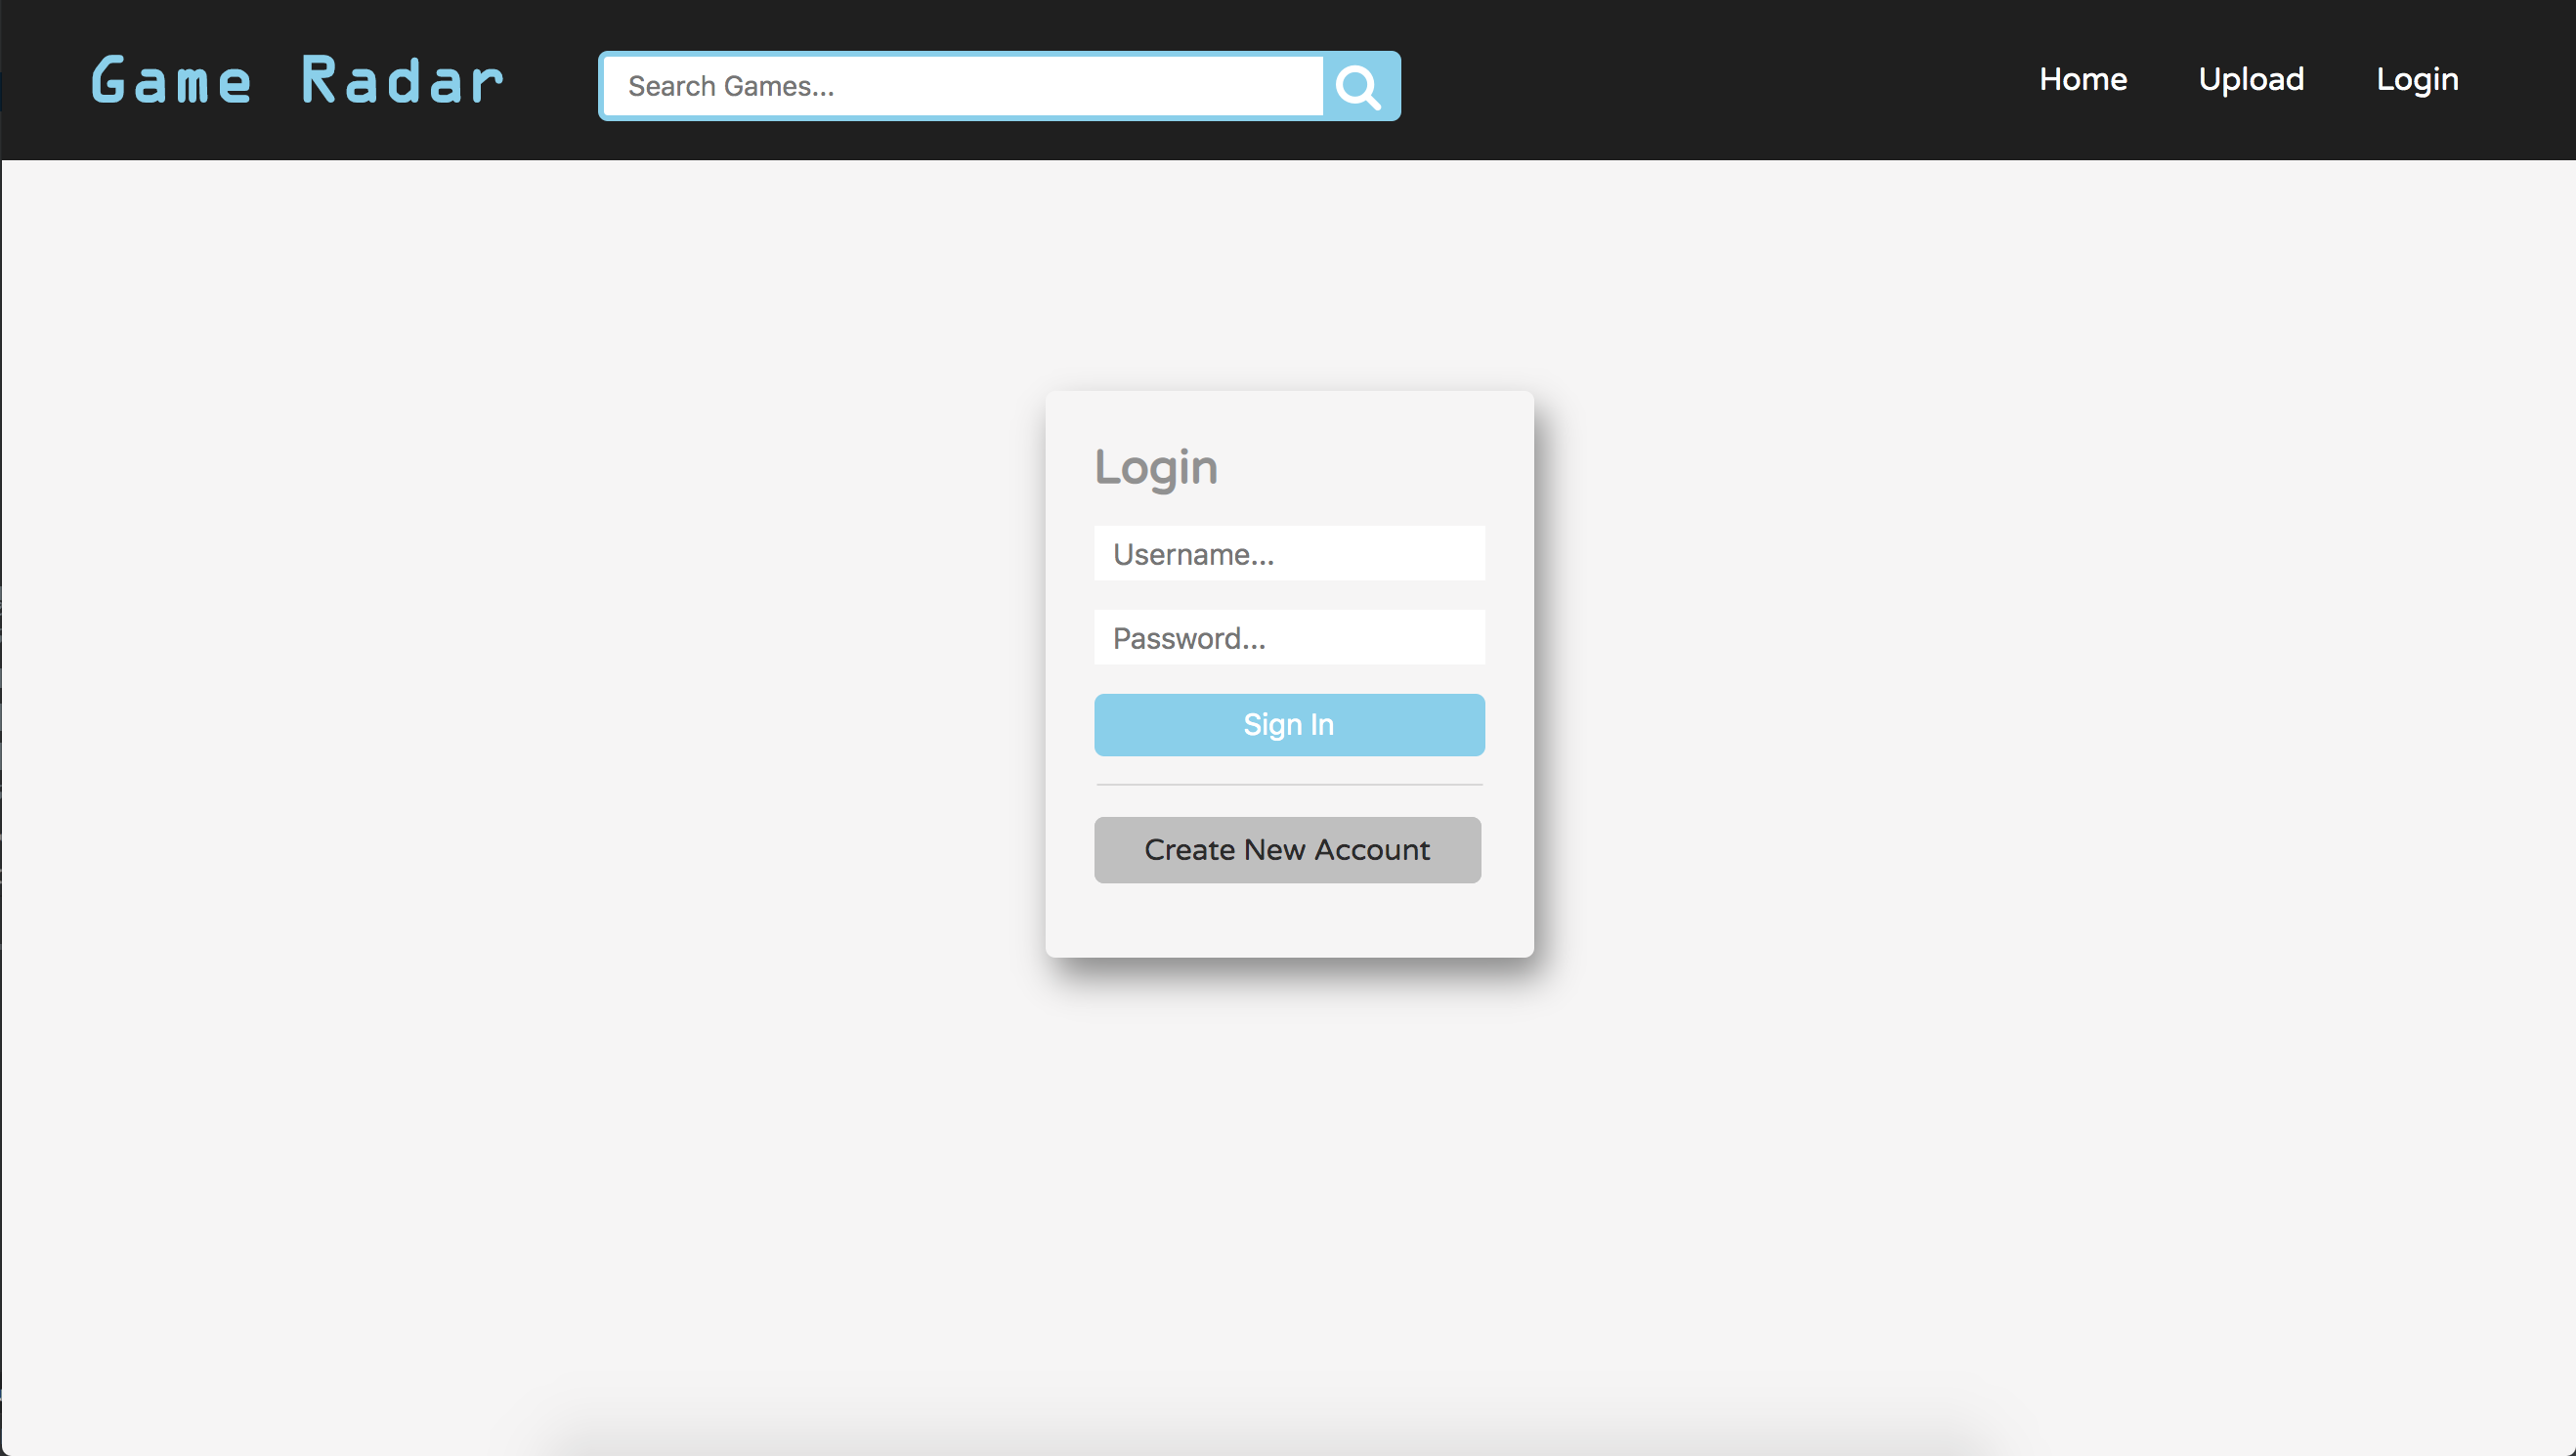 Game Radar
Search Games...
Home Upload Login
Login
Username...
Password...
Sign In
Create New Account